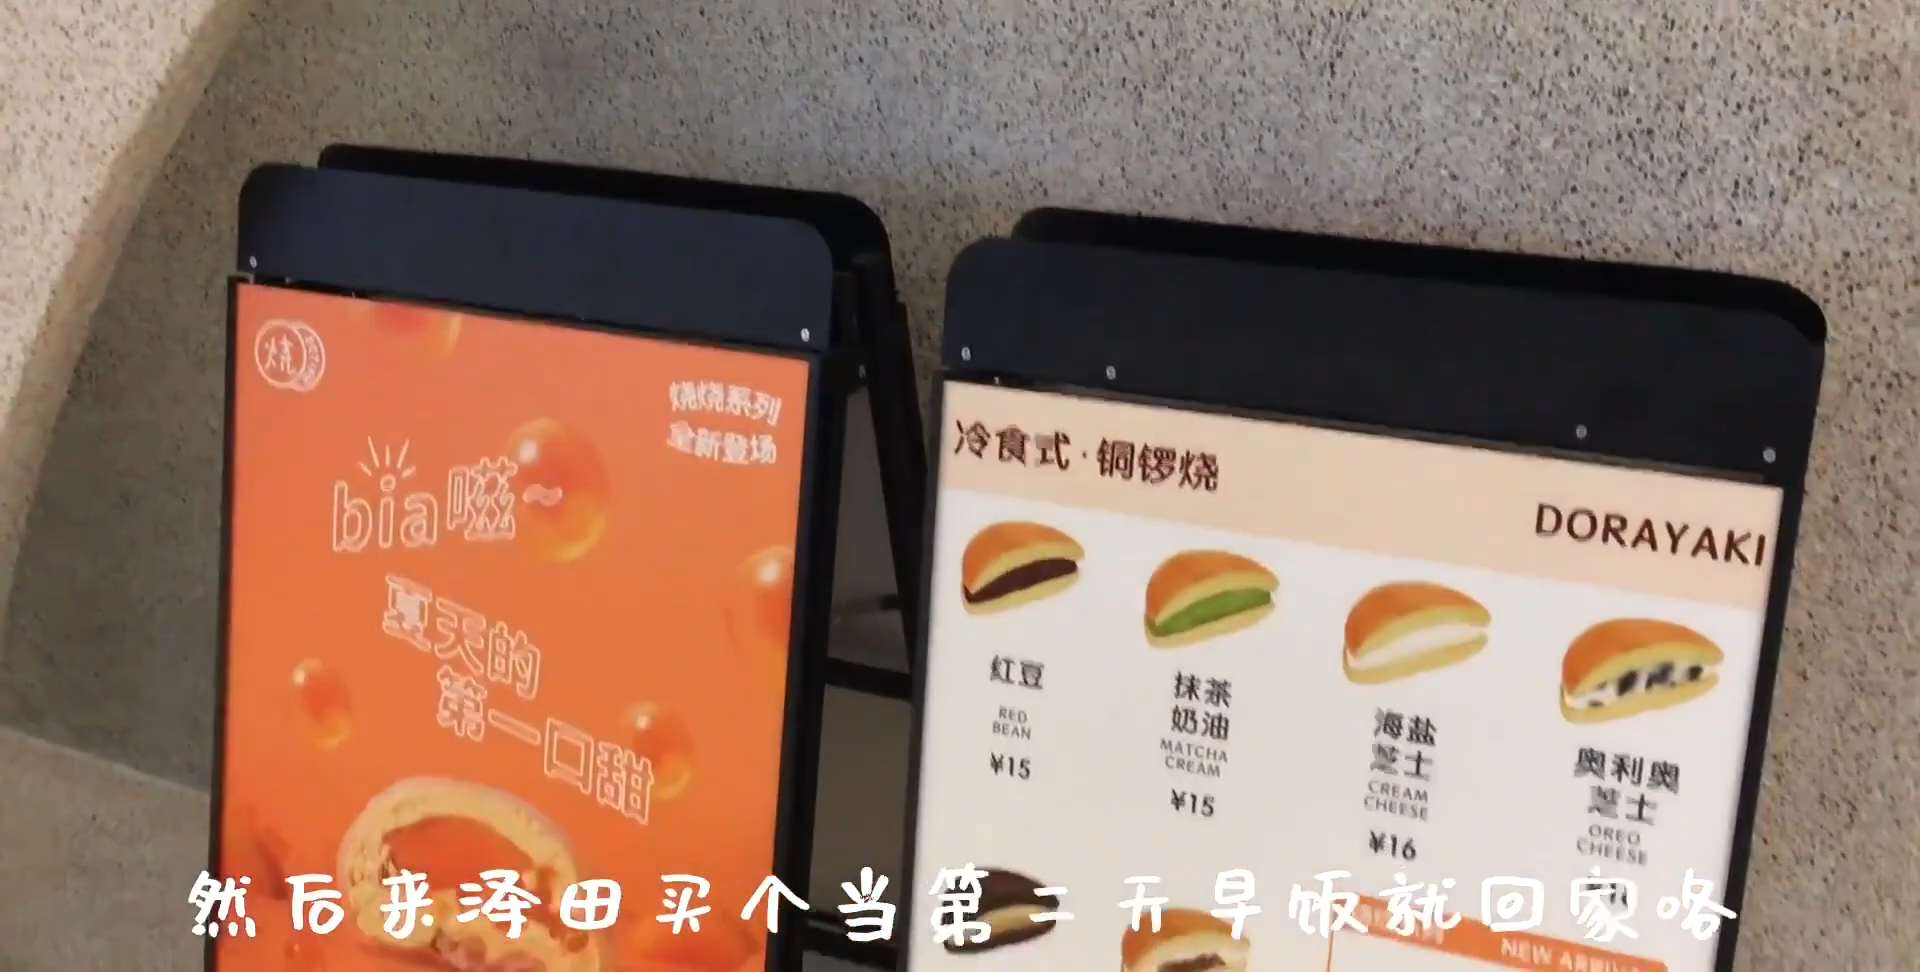 烧
烧烧系列
全新登场
bia嗞~
夏天的
第一口甜
冷食式·铜锣烧
DORAYAKI
红豆
RED
BEAN
¥15
抹茶
奶油
MATCHA
CREAM
¥15
海盐
芝士
CREAM
CHEESE
¥16
奥利奥
芝士
OREO
CHEESE
然后来泽田买个当第二天早饭就回家咯